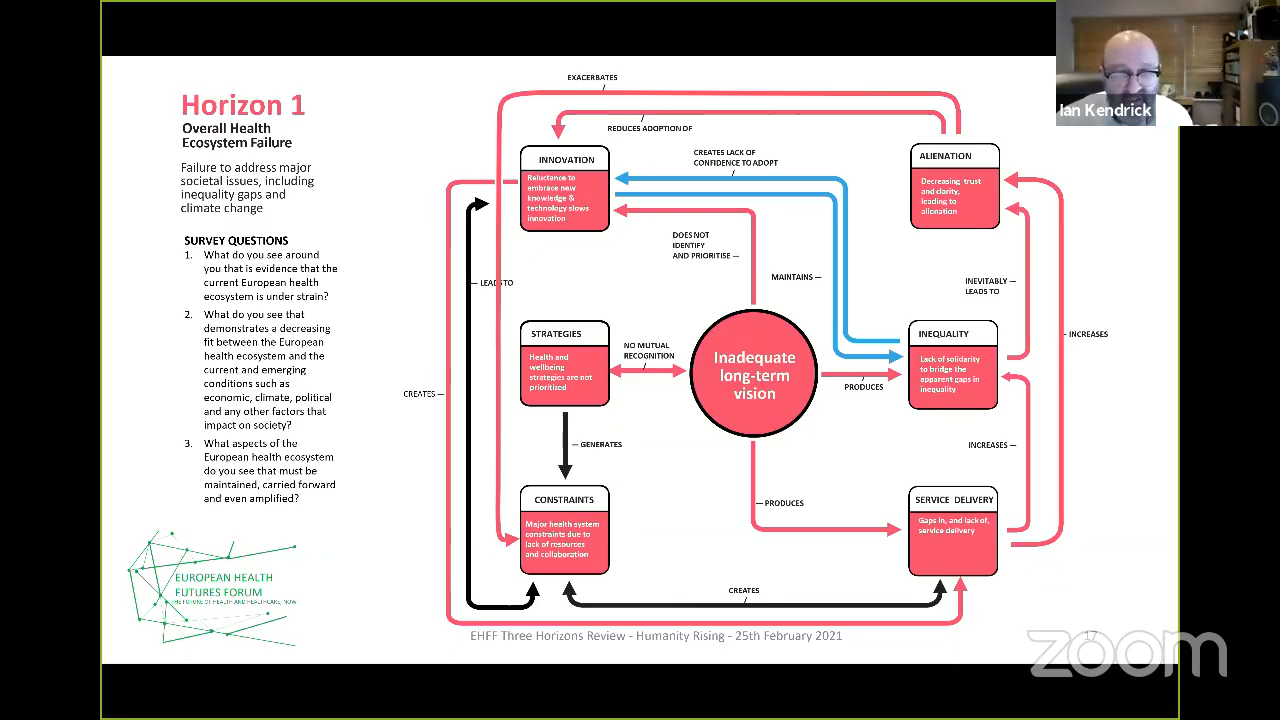 Ian Kendrick
Horizon 1
Overall Health
Ecosystem Failure
Failure to address major
societal issues, including
inequality gaps and
climate change
SURVEY QUESTIONS
1. What do you see around
you that is evidence that the
current European health
ecosystem is under strain?
2. What do you see that
demonstrates a decreasing
fit between the European
health ecosystem and the
current and emerging
conditions such as
economic, climate, political
and any other factors that
impact on society?
3. What aspects of the
European health ecosystem
do you see that must be
maintained, carried forward
and even amplified?
EUROPEAN HEALTH
FUTURES FORUM
THE FUTURE OF HEALTH AND HEALTHCARE, NOW
EXACERBATES
REDUCES ADOPTION OF
CREATES LACK OF
CONFIDENCE TO ADOPT
INNOVATION
Reluctance to
embrace new
knowledge &
technology slows
innovation
ALIENATION
Decreasing trust
and clarity,
leading to
alienation
DOES NOT
IDENTIFY
AND PRIORITISE
MAINTAINS
LEADS TO
INEVITABLY
LEADS TO
INCREASES
STRATEGIES
Health and
wellbeing
strategies are not
prioritized
NO MUTUAL
RECOGNITION
Inadequate
long-term
vision
PRODUCES
INEQUALITY
Lack of solidarity
to bridge the
apparent gaps in
inequality
CREATES
GENERATES
INCREASES
CONSTRAINTS
Major health system
constraints due to
lack of resources
and collaboration
PRODUCES
SERVICE DELIVERY
Gaps in, and lack of,
service delivery
CREATES
EHFF Three Horizons Review - Humanity Rising - 25th February 2021
17
zoom